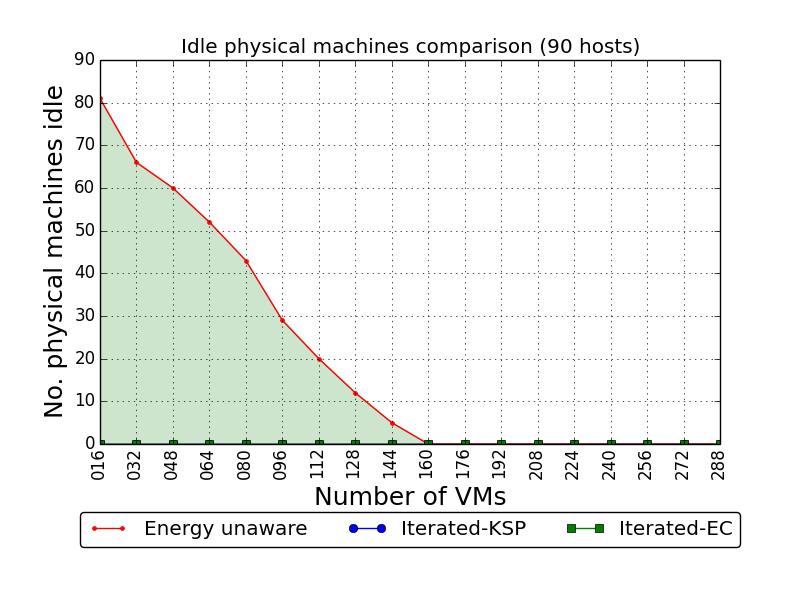 Idle physical machines comparison (90 hosts)
No. physical machines idle
90
80
70
60
50
40
30
20
10
0
016 032 048 064 080 096 112 128 144 160 176 192 208 224 240 256 272 288
Number of VMs
Energy unaware Iterated-KSP Iterated-EC